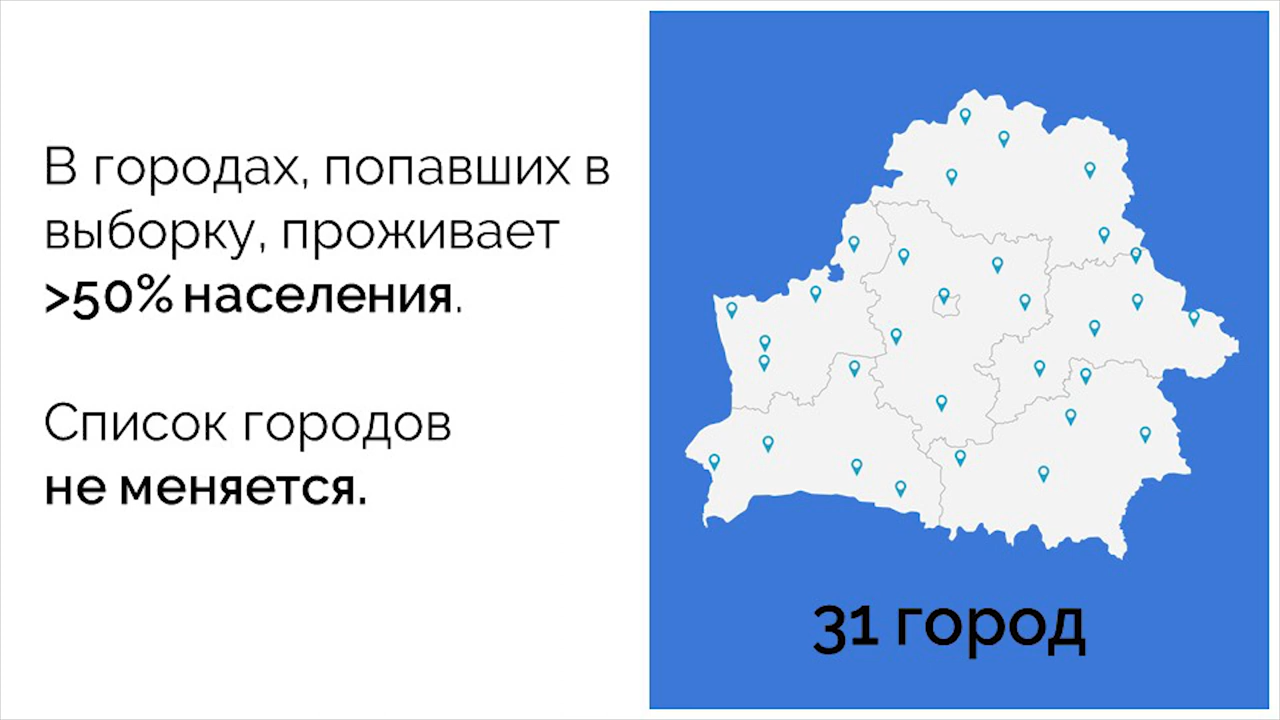 В городах, попавших в
выборку, проживает
>50% населения.
Список городов
не меняется.
31 город